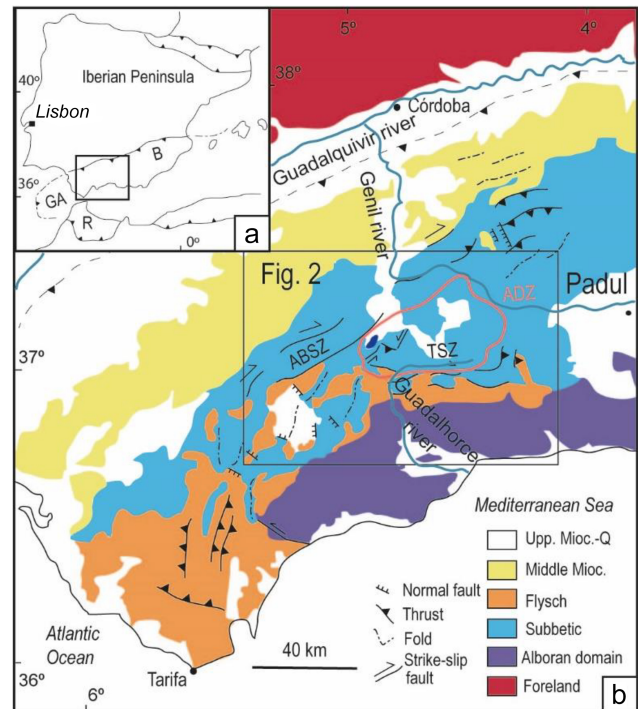 40º
Iberian Peninsula
Lisbon
B
36º
GA
R
0º
a
5º
4º
38º
Córdoba
Guadalquivir river
Genil river
Fig. 2
Padul
ADZ
37º
ABSZ
TSZ
Guadalhorce
river
Mediterranean Sea
Upp. Mioc.-Q
Middle Mioc.
Flysch
Subbetic
Alboran domain
Foreland
Normal fault
Thrust
Fold
Strike-slip
fault
Atlantic
Ocean
40 km
Tarifa
36º
6º
b